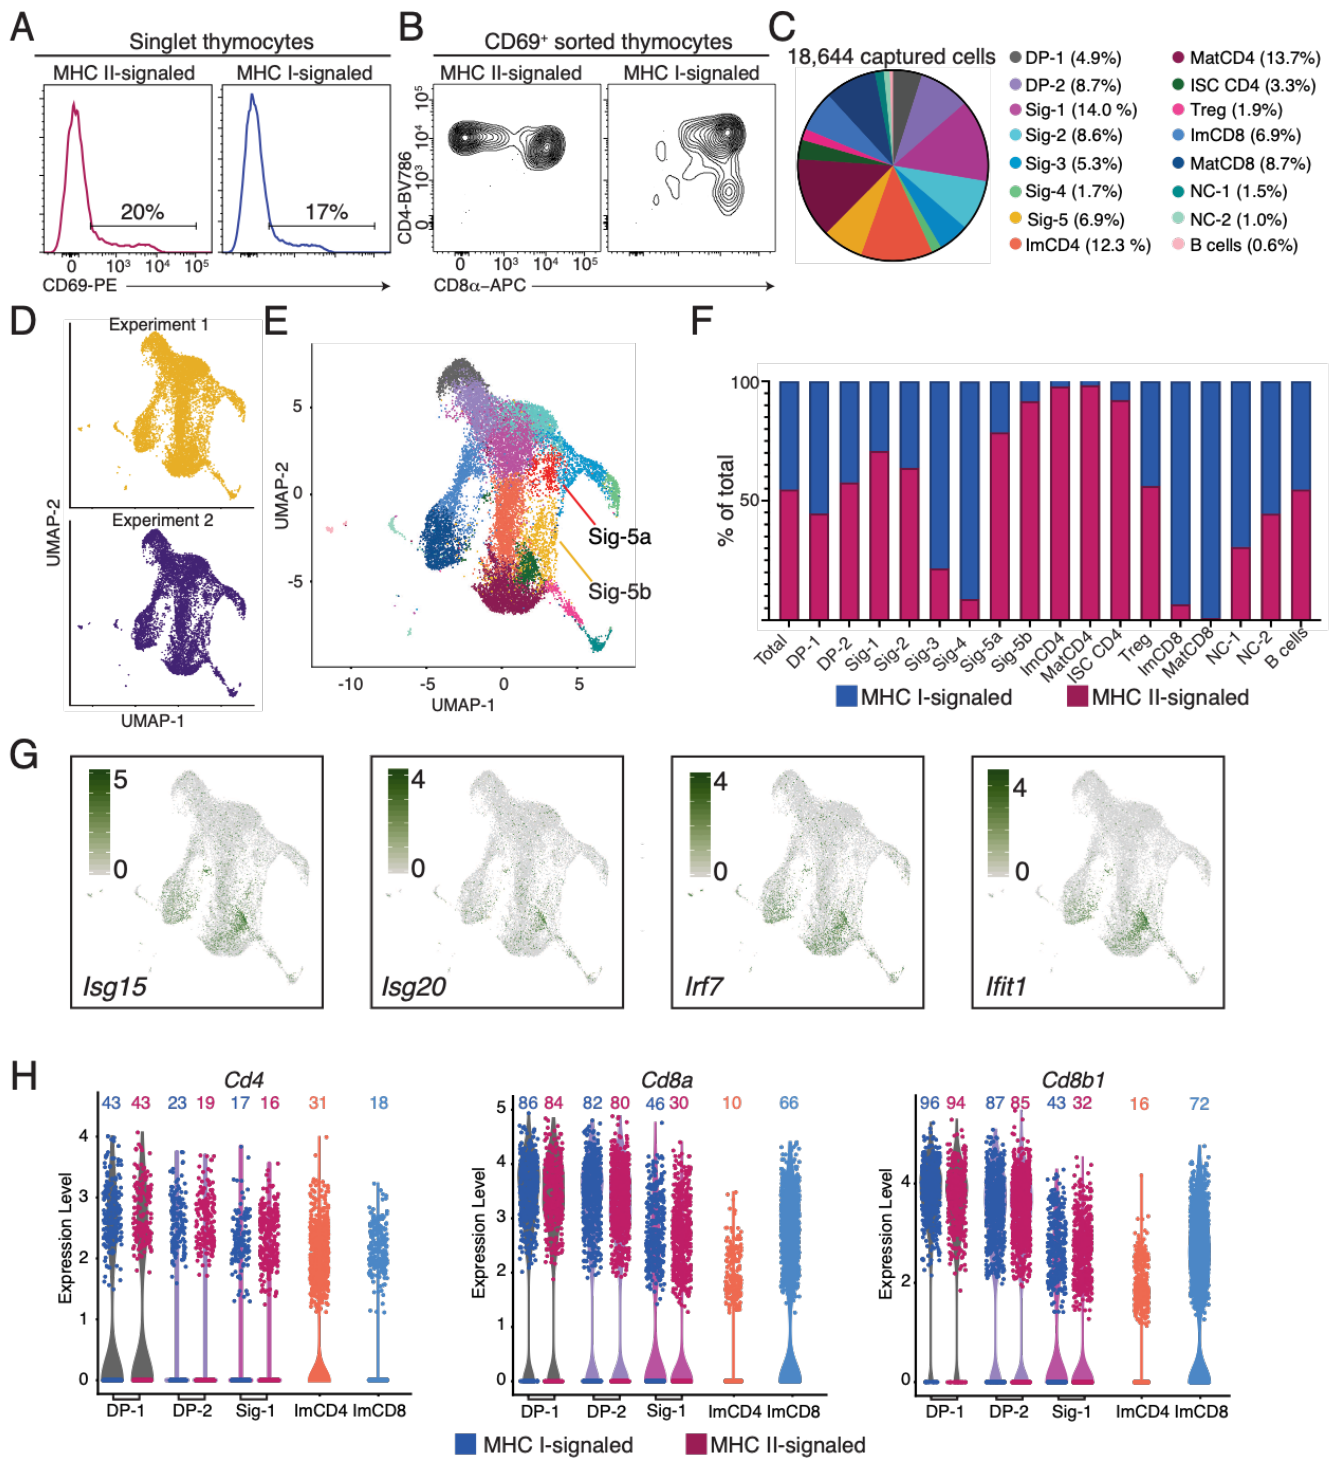 A
Singlet thymocytes
MHC II-signaled
MHC I-signaled
20%
17%
0 10³ 10⁴ 10⁵
CD69-PE
B
CD69⁺ sorted thymocytes
MHC II-signaled
MHC I-signaled
10⁵
10⁴
10³
0
CD4-BV786
0 10³ 10⁴ 10⁵
CD8α–APC
C
18,644 captured cells
DP-1 (4.9%)
DP-2 (8.7%)
Sig-1 (14.0 %)
Sig-2 (8.6%)
Sig-3 (5.3%)
Sig-4 (1.7%)
Sig-5 (6.9%)
ImCD4 (12.3 %)
MatCD4 (13.7%)
ISC CD4 (3.3%)
Treg (1.9%)
ImCD8 (6.9%)
MatCD8 (8.7%)
NC-1 (1.5%)
NC-2 (1.0%)
B cells (0.6%)
D
Experiment 1
Experiment 2
UMAP-2
UMAP-1
E
5
0
-5
UMAP-2
Sig-5a
Sig-5b
-10 -5 0 5
UMAP-1
F
100
50
% of total
Total DP-1 DP-2 Sig-1 Sig-2 Sig-3 Sig-4 Sig-5a Sig-5b ImCD4 MatCD4 ISC CD4 Treg ImCD8 MatCD8 NC-1 NC-2 B cells
MHC I-signaled MHC II-signaled
G
5
0
Isg15
4
0
Isg20
4
0
Irf7
4
0
Ifit1
H
Cd4
43 43 23 19 17 16 31 18
4
3
2
1
0
Expression Level
DP-1 DP-2 Sig-1 ImCD4 ImCD8
Cd8a
86 84 82 80 46 30 10 66
5
4
3
2
1
0
Expression Level
DP-1 DP-2 Sig-1 ImCD4 ImCD8
Cd8b1
96 94 87 85 43 32 16 72
4
2
0
Expression Level
DP-1 DP-2 Sig-1 ImCD4 ImCD8
MHC I-signaled MHC II-signaled